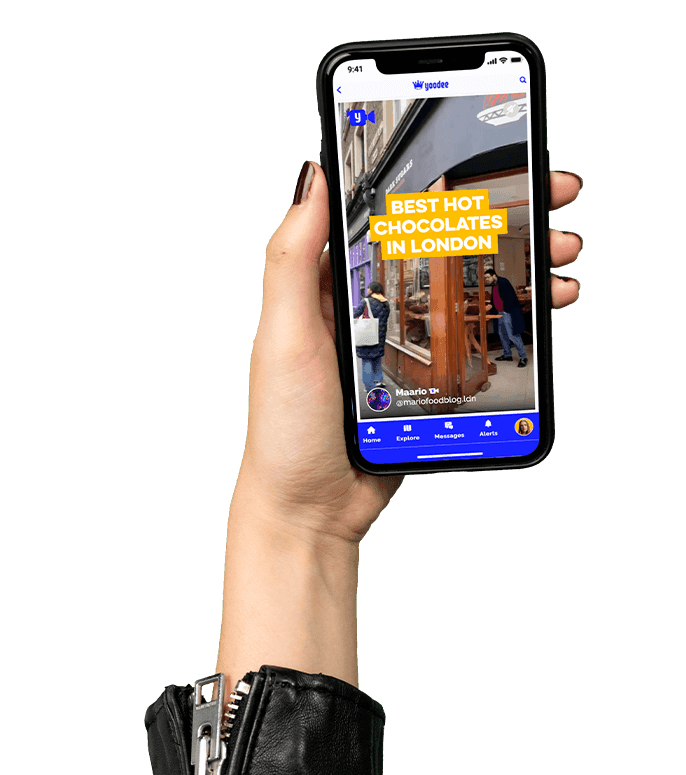 9:41
yoodee
y
BEST HOT
CHOCOLATES
IN LONDON
Maario
@mariofoodblog.ldn
Home
Explore
Messages
Alerts